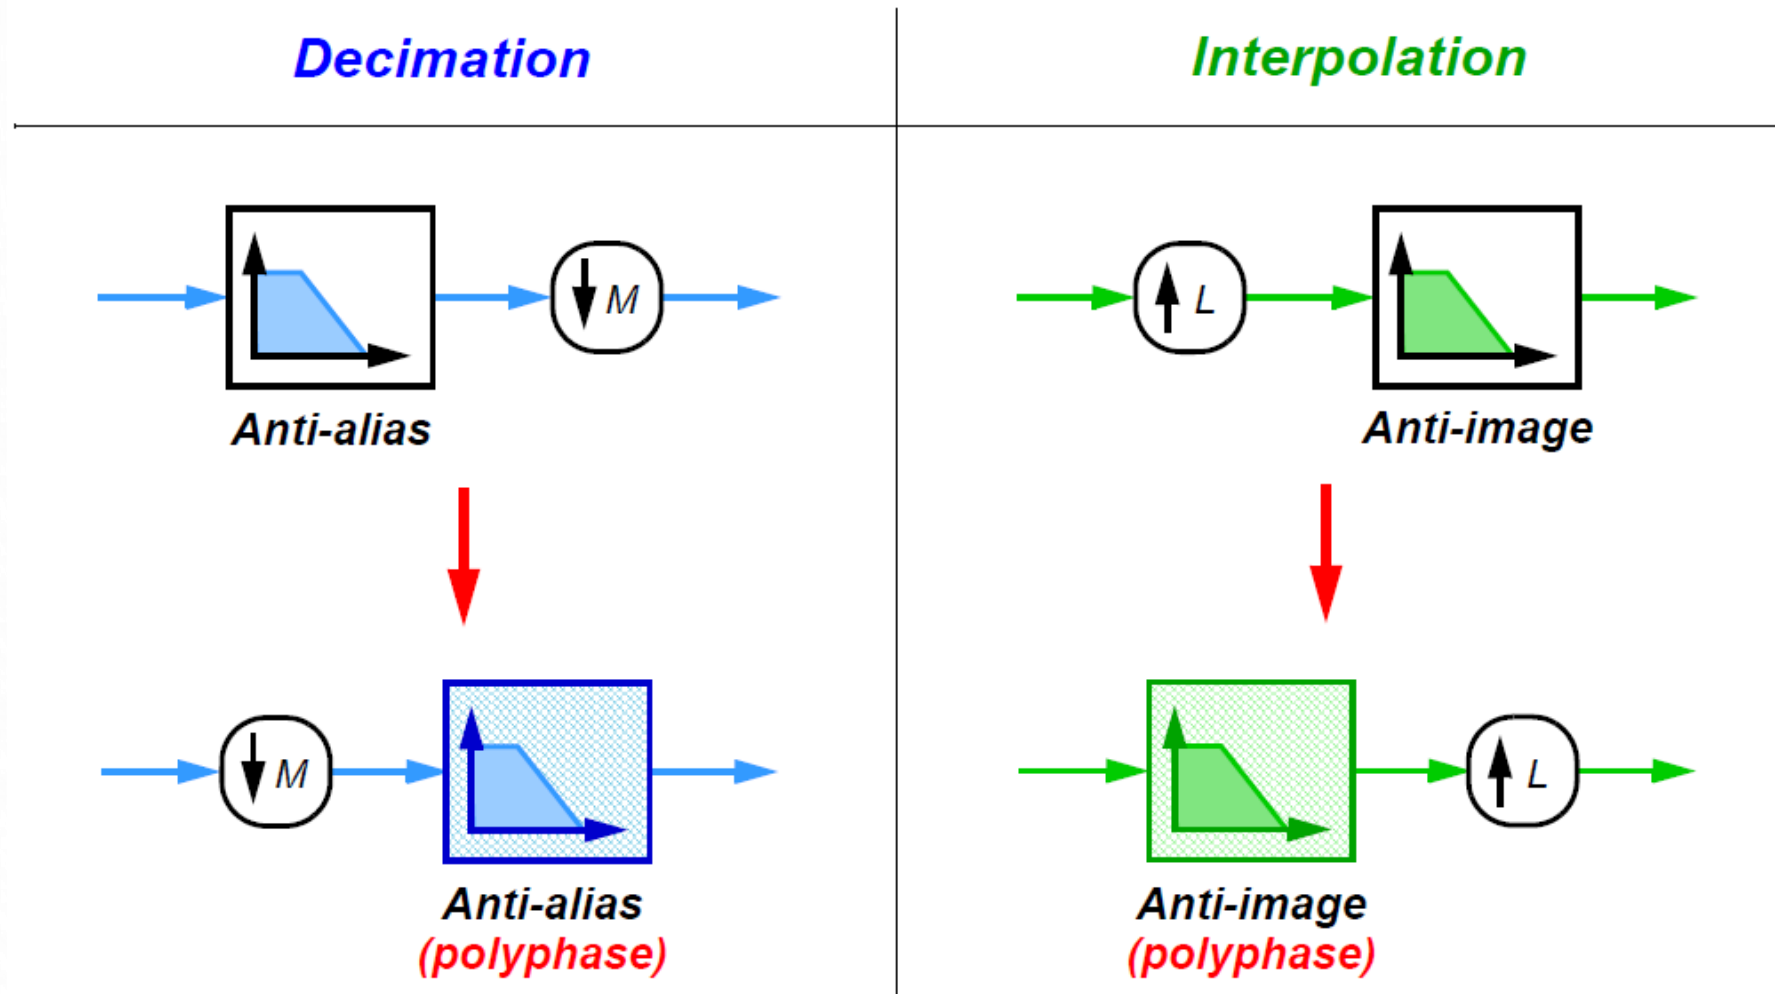 Decimation
Interpolation
M
L
Anti-alias
Anti-image
M
L
Anti-alias
(polyphase)
Anti-image
(polyphase)